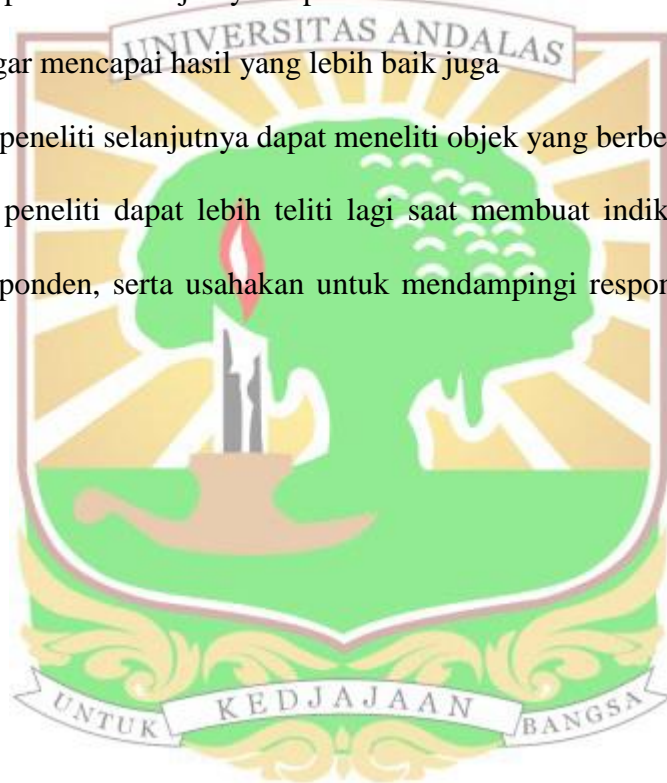 UNIVERSITAS ANDALAS
gar mencapai hasil yang lebih baik juga
peneliti selanjutnya dapat meneliti objek yang berbe
peneliti dapat lebih teliti lagi saat membuat indik
ponden, serta usahakan untuk mendampingi respon
UNTUK KEDJAJAAN BANGSA